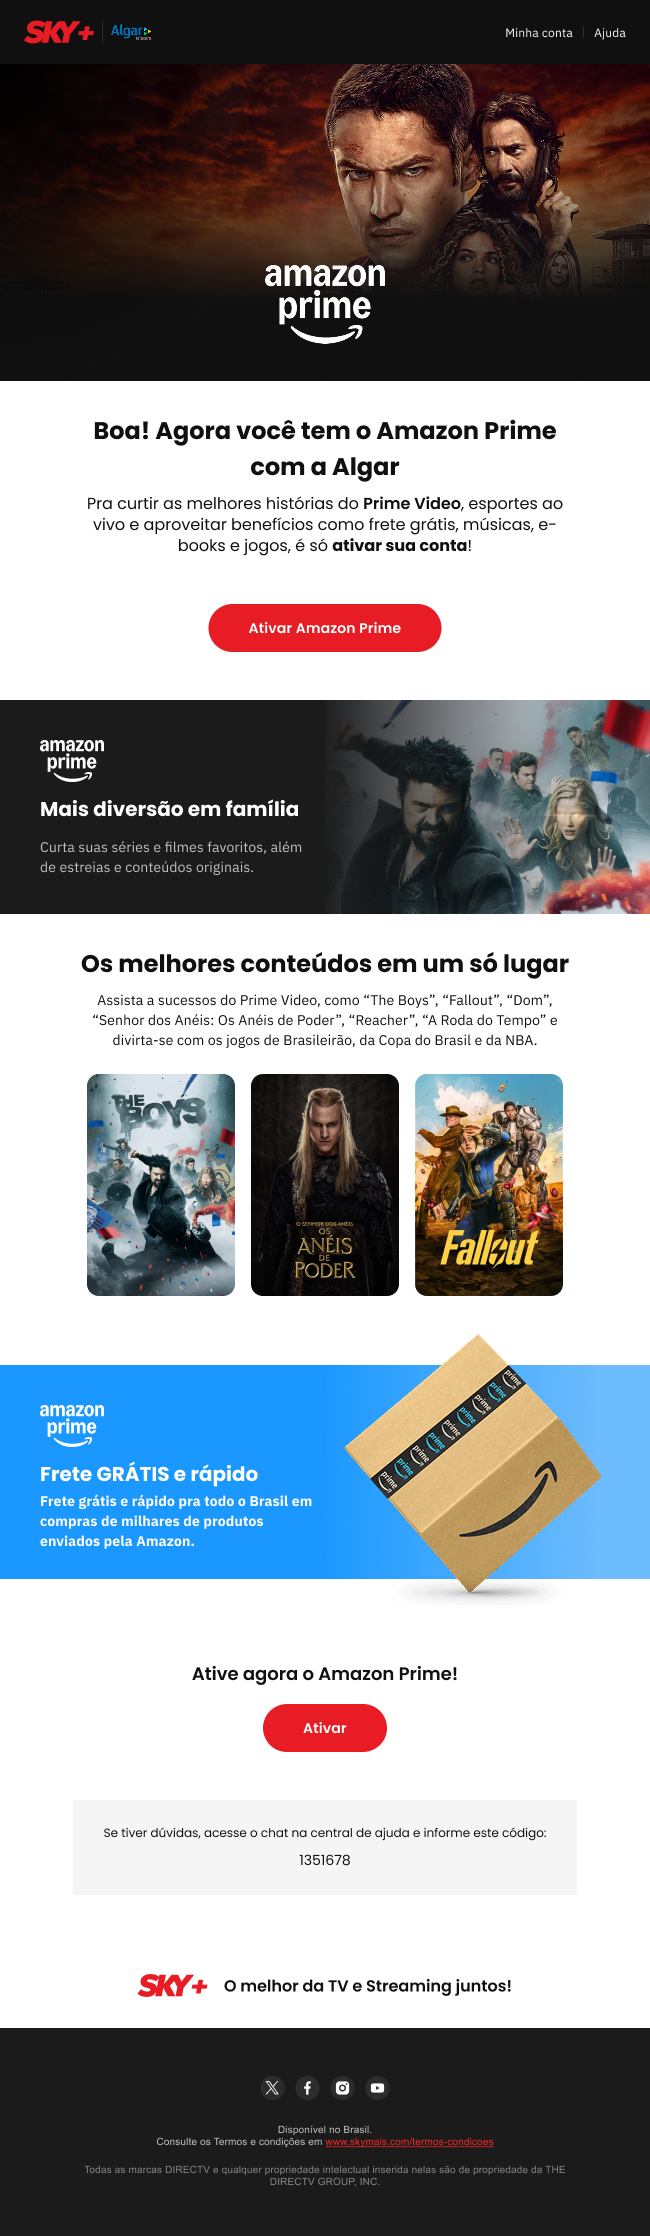 SKY+ Algar telecom
Minha conta Ajuda
amazon
prime
Boa! Agora você tem o Amazon Prime
com a Algar
Pra curtir as melhores histórias do Prime Video, esportes ao
vivo e aproveitar benefícios como frete grátis, músicas, e-
books e jogos, é só ativar sua conta!
Ativar Amazon Prime
amazon
prime
Mais diversão em família
Curta suas séries e filmes favoritos, além
de estreias e conteúdos originais.
Os melhores conteúdos em um só lugar
Assista a sucessos do Prime Video, como “The Boys”, “Fallout”, “Dom”,
“Senhor dos Anéis: Os Anéis de Poder”, “Reacher”, “A Roda do Tempo” e
divirta-se com os jogos de Brasileirão, da Copa do Brasil e da NBA.
THE
BOYS
O SENHOR DOS ANÉIS
OS
ANÉIS
DE
PODER
Fallout
prime prime prime prime prime prime prime
amazon
prime
Frete GRÁTIS e rápido
Frete grátis e rápido pra todo o Brasil em
compras de milhares de produtos
enviados pela Amazon.
Ative agora o Amazon Prime!
Ativar
Se tiver dúvidas, acesse o chat na central de ajuda e informe este código:
1351678
SKY+ O melhor da TV e Streaming juntos!
Disponível no Brasil.
Consulte os Termos e condições em www.skymais.com/termos-condicoes
Todas as marcas DIRECTV e qualquer propriedade intelectual inserida nelas são de propriedade da THE
DIRECTV GROUP, INC.